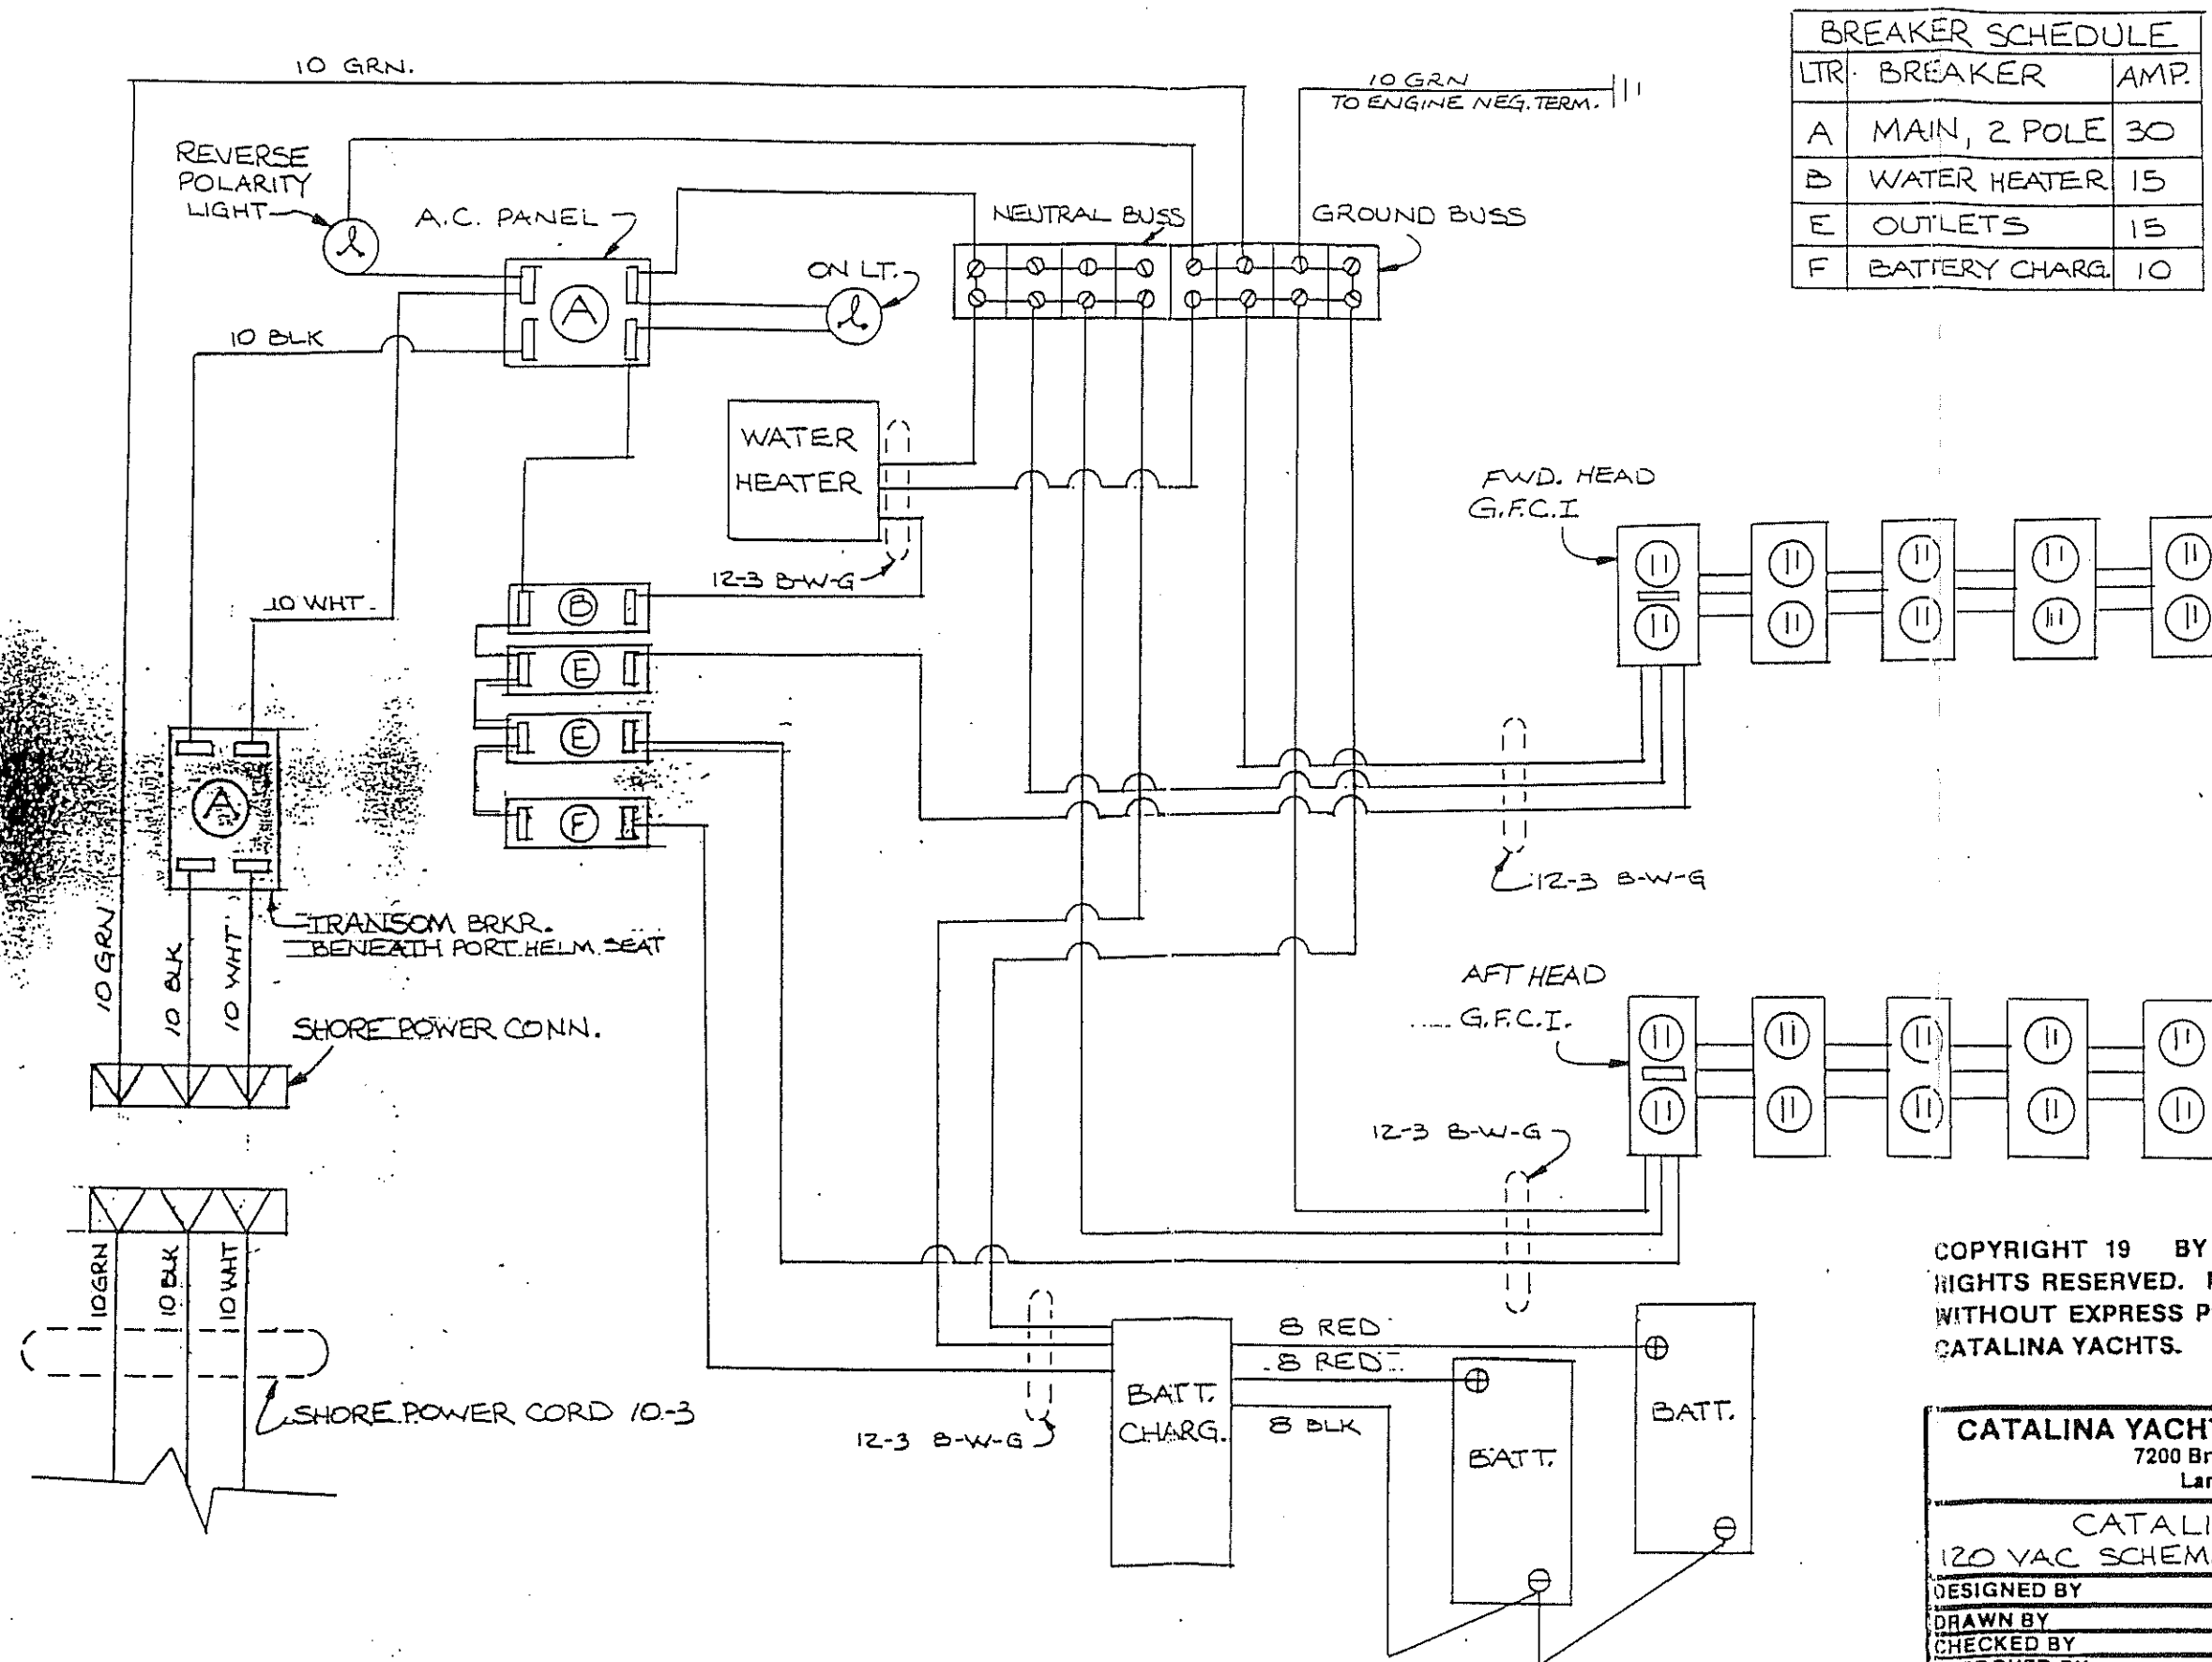 BREAKER SCHEDULE
LTR. BREAKER AMP.
A MAIN, 2 POLE 30
B WATER HEATER 15
E OUTLETS 15
F BATTERY CHARG. 10
10 GRN.
10 GRN
TO ENGINE NEG. TERM.
REVERSE
POLARITY
LIGHT
A.C. PANEL
NEUTRAL BUSS
GROUND BUSS
ON LT.
A
10 BLK
WATER
HEATER
FWD. HEAD
G.F.C.I
12-3 B-W-G
10 WHT
B
E
E
F
A
12-3 B-W-G
TRANSOM BRKR.
BENEATH PORT HELM SEAT
10 GRN
10 BLK
10 WHT
AFT HEAD
G.F.C.I.
SHORE POWER CONN.
12-3 B-W-G
10 GRN
10 BLK
10 WHT
SHORE POWER CORD 10-3
12-3 B-W-G
BATT.
CHARG.
8 RED
8 RED
8 BLK
BATT.
BATT.
COPYRIGHT 19 BY
RIGHTS RESERVED.
WITHOUT EXPRESS P
CATALINA YACHTS.
CATALINA YACH
7200 Br
Lar
CATALI
120 VAC SCHEM
DESIGNED BY
DRAWN BY
CHECKED BY